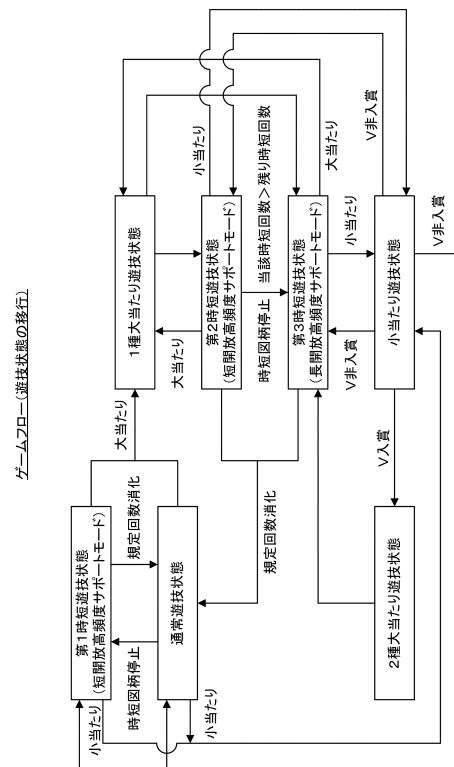 ゲームフロー(遊技状態の移行)
第1時短遊技状態
(短開放高頻度サポートモード)
小当たり
大当たり
時短図柄停止
規定回数消化
通常遊技状態
小当たり
1種大当たり遊技状態
大当たり
大当たり
小当たり
第2時短遊技状態
(短開放高頻度サポートモード)
規定回数消化
時短図柄停止
当該時短回数>残り時短回数
第3時短遊技状態
(長開放高頻度サポートモード)
大当たり
V非入賞
V非入賞
小当たり
2種大当たり遊技状態
V入賞
小当たり遊技状態
V非入賞